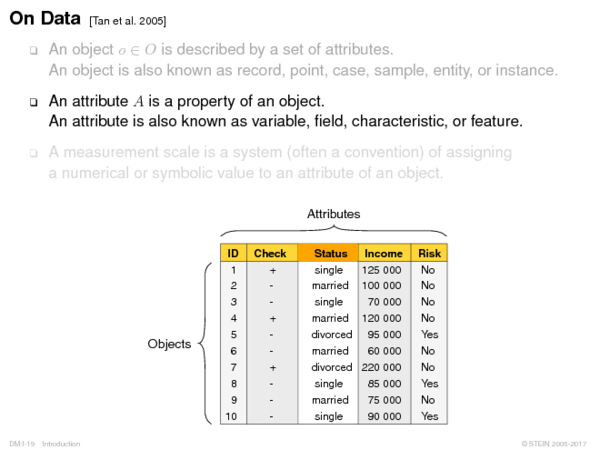 On Data [Tan et al. 2005]
An object o ∈ O is described by a set of attributes.
An object is also known as record, point, case, sample, entity, or instance.
An attribute A is a property of an object.
An attribute is also known as variable, field, characteristic, or feature.
A measurement scale is a system (often a convention) of assigning
a numerical or symbolic value to an attribute of an object.
Attributes
ID Check Status Income Risk
1 + single 125 000 No
2 - married 100 000 No
3 - single 70 000 No
4 + married 120 000 No
5 - divorced 95 000 Yes
6 - married 60 000 No
Objects
7 + divorced 220 000 No
8 - single 85 000 Yes
9 - married 75 000 No
10 - single 90 000 Yes
DM:I-19 Introduction
© STEIN 2005-2017